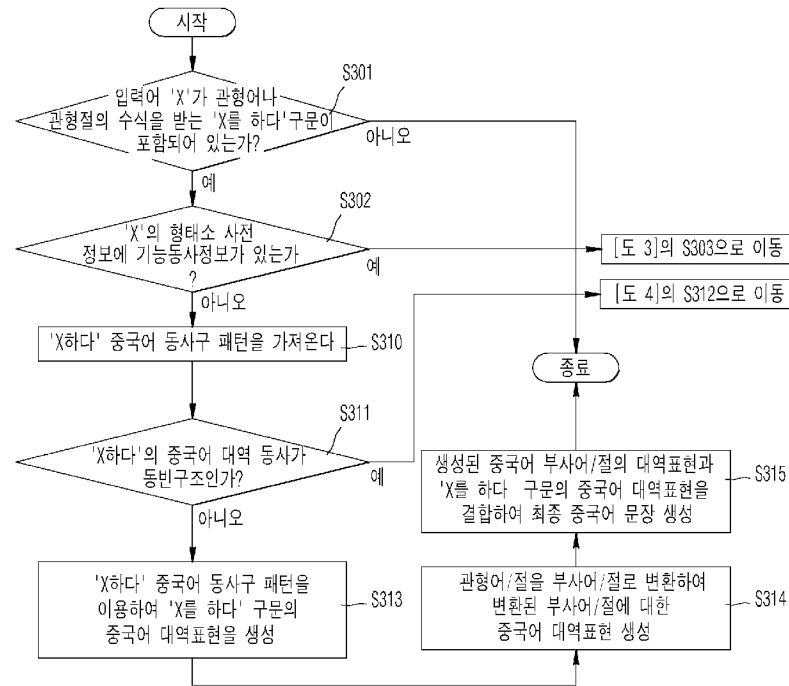 시작
S301
입력어 'X'가 관형어나
관형절의 수식을 받는 'X를 하다'구문이
포함되어 있는가?
아니오
예
S302
'X'의 형태소 사전
정보에 기능동사정보가 있는가
?
예
아니오
[도 3]의 S303으로 이동
[도 4]의 S312으로 이동
'X하다' 중국어 동사구 패턴을 가져온다
S310
종료
S311
'X하다'의 중국어 대역 동사가
동빈구조인가?
예
아니오
생성된 중국어 부사어/절의 대역표현과
'X를 하다 구문의 중국어 대역표현을
결합하여 최종 중국어 문장 생성
S315
'X하다' 중국어 동사구 패턴을
이용하여 'X를 하다' 구문의
중국어 대역표현을 생성
S313
관형어/절을 부사어/절로 변환하여
변환된 부사어/절에 대한
중국어 대역표현 생성
S314